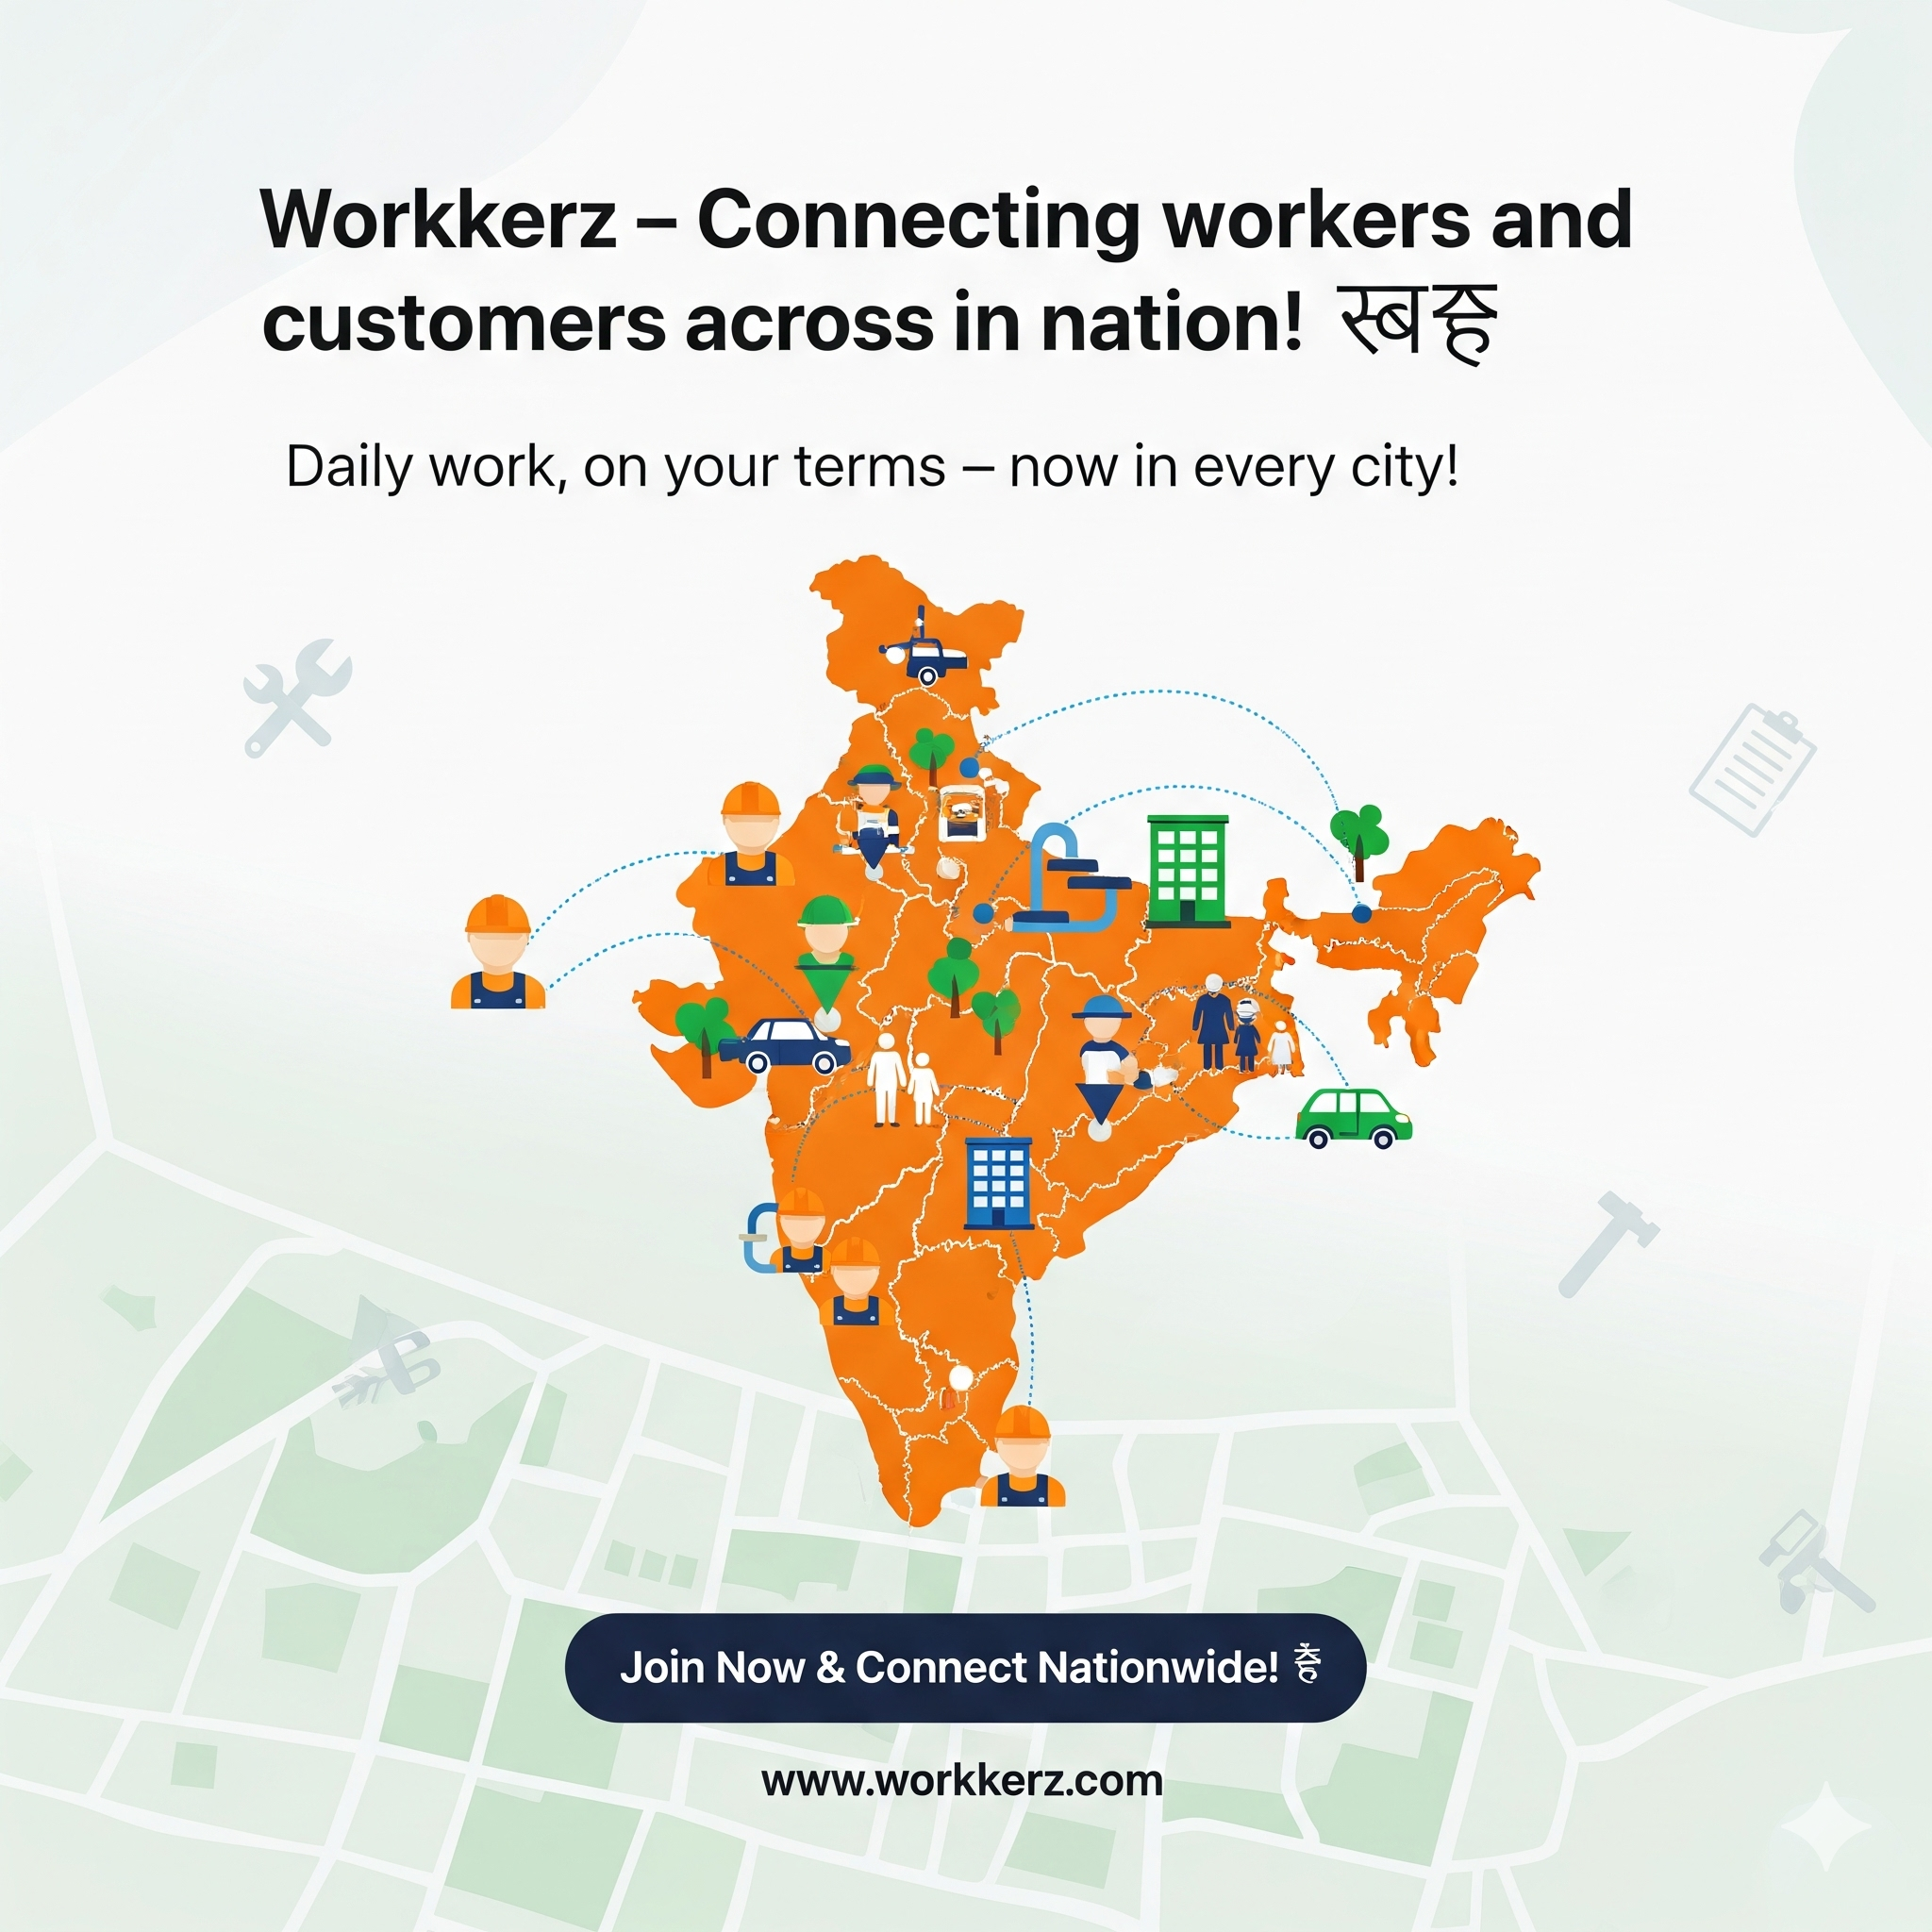 Workkerz – Connecting workers and
customers across in nation!
Daily work, on your terms – now in every city!
Join Now & Connect Nationwide!
www.workkerz.com